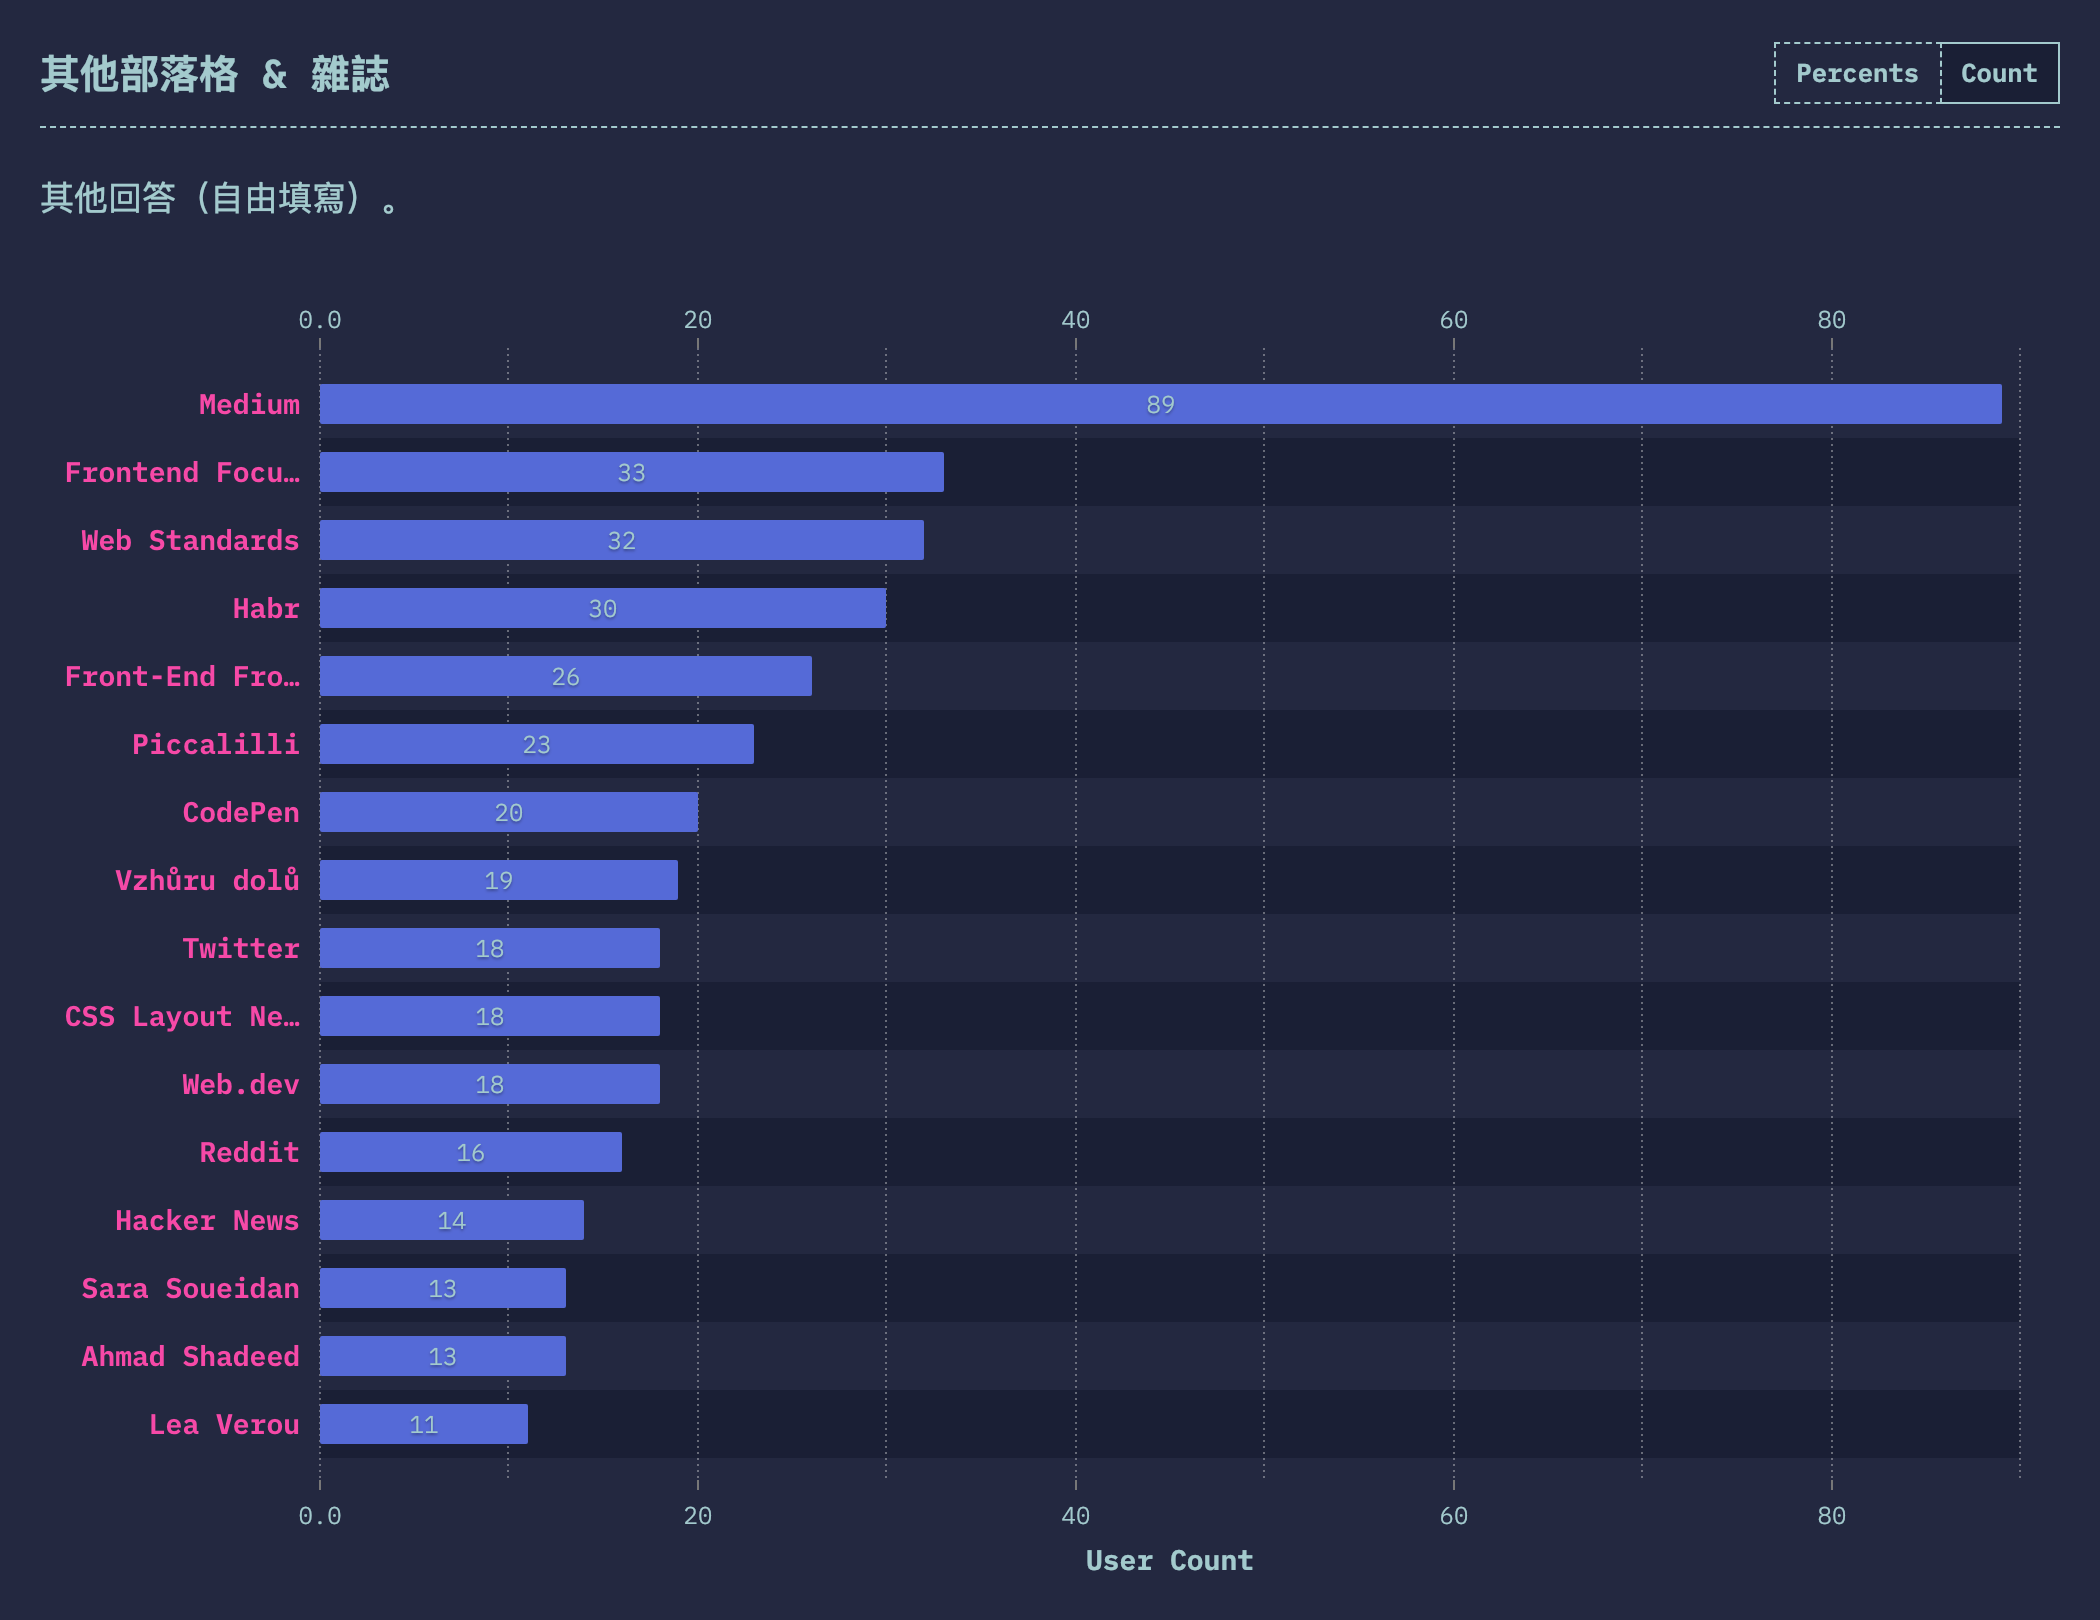 其他部落格 & 雜誌
Percents Count
其他回答（自由填寫）。
0.0 20 40 60 80
Medium 89
Frontend Focu… 33
Web Standards 32
Habr 30
Front-End Fro… 26
Piccalilli 23
CodePen 20
Vzhůru dolů 19
Twitter 18
CSS Layout Ne… 18
Web.dev 18
Reddit 16
Hacker News 14
Sara Soueidan 13
Ahmad Shadeed 13
Lea Verou 11
0.0 20 40 60 80
User Count